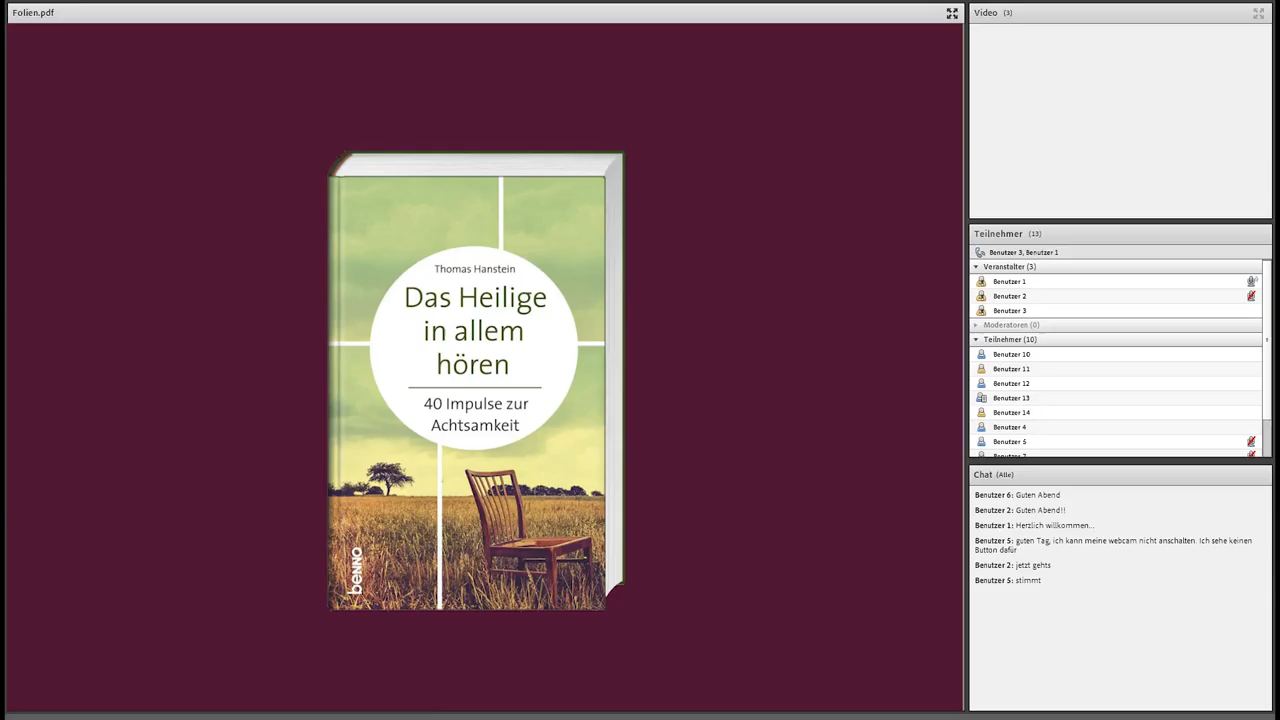 Folien.pdf
Thomas Hanstein
Das Heilige
in allem
hören
40 Impulse zur
Achtsamkeit
benno
Video (3)
Teilnehmer (13)
Benutzer 3, Benutzer 1
Veranstalter (3)
Benutzer 1
Benutzer 2
Benutzer 3
Moderatoren (0)
Teilnehmer (10)
Benutzer 10
Benutzer 11
Benutzer 12
Benutzer 13
Benutzer 14
Benutzer 4
Benutzer 5
Chat (Alle)
Benutzer 6: Guten Abend
Benutzer 2: Guten Abend!!
Benutzer 1: Herzlich willkommen...
Benutzer 5: guten Tag, ich kann meine webcam nicht anschalten. Ich sehe keinen
Button dafür
Benutzer 2: jetzt gehts
Benutzer 5: stimmt